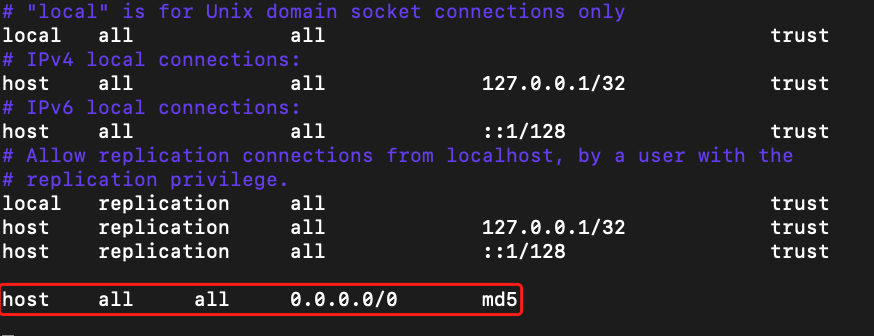 # "local" is for Unix domain socket connections only
local   all             all                                     trust
# IPv4 local connections:
host    all             all             127.0.0.1/32            trust
# IPv6 local connections:
host    all             all             ::1/128                 trust
# Allow replication connections from localhost, by a user with the
# replication privilege.
local   replication     all                                     trust
host    replication     all             127.0.0.1/32            trust
host    replication     all             ::1/128                 trust
host    all     all     0.0.0.0/0       md5